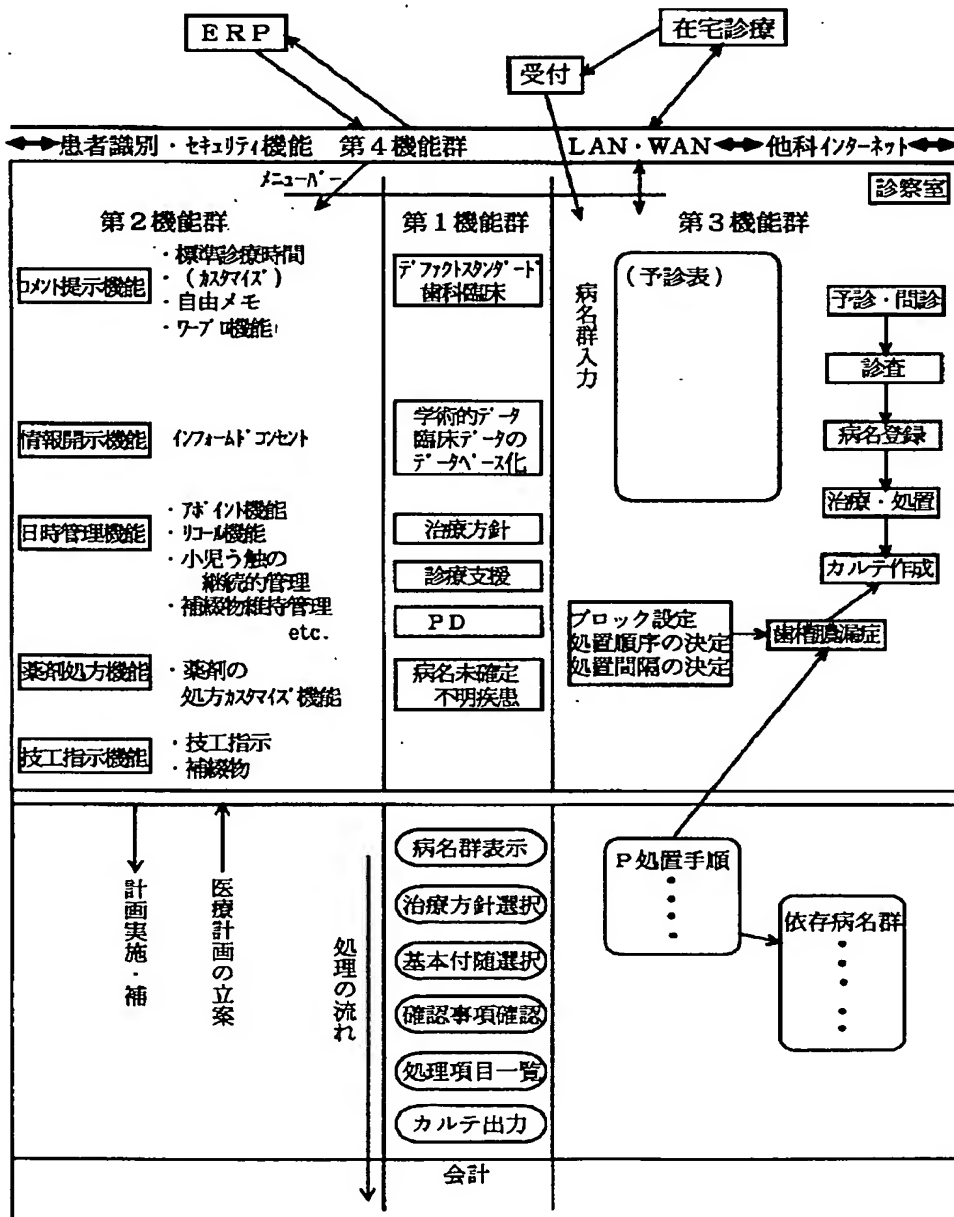 ERP
在宅診療
受付
患者識別・セキュリティ機能 第4機能群 LAN・WAN 他科インターネット
メニューバー
診察室
第2機能群
第1機能群
第3機能群
コメント提示機能
・標準診療時間
・(カスタマイズ)
・自由メモ
・ワープロ機能
情報開示機能
インフォームドコンセント
日時管理機能
・アポイント機能
・リコール機能
・小児う触の
継続的管理
・補綴物維持管理
etc.
薬剤処方機能
・薬剤の
処方カスタマイズ機能
技工指示機能
・技工指示
・補綴物
デファクトスタンダード
歯科臨床
学術的データ
臨床データの
データベース化
治療方針
診療支援
PD
病名未確定
不明疾患
病名群入力
(予診表)
予診・問診
診査
病名登録
治療・処置
カルテ作成
ブロック設定
処置順序の決定
処置間隔の決定
歯槽膿漏症
計画実施・補
医療計画の立案
処理の流れ
病名群表示
治療方針選択
基本付随選択
確認事項確認
処理項目一覧
カルテ出力
会計
P処置手順
依存病名群